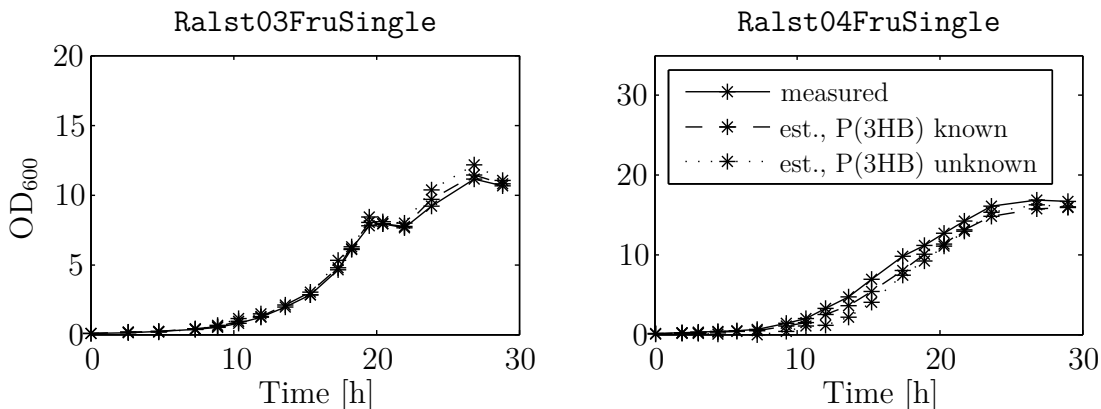 Ralst03FruSingle
20
15
10
5
0
0 10 20 30
OD600
Time [h]
Ralst04FruSingle
measured
est., P(3HB) known
est., P(3HB) unknown
30
20
10
0
0 10 20 30
Time [h]